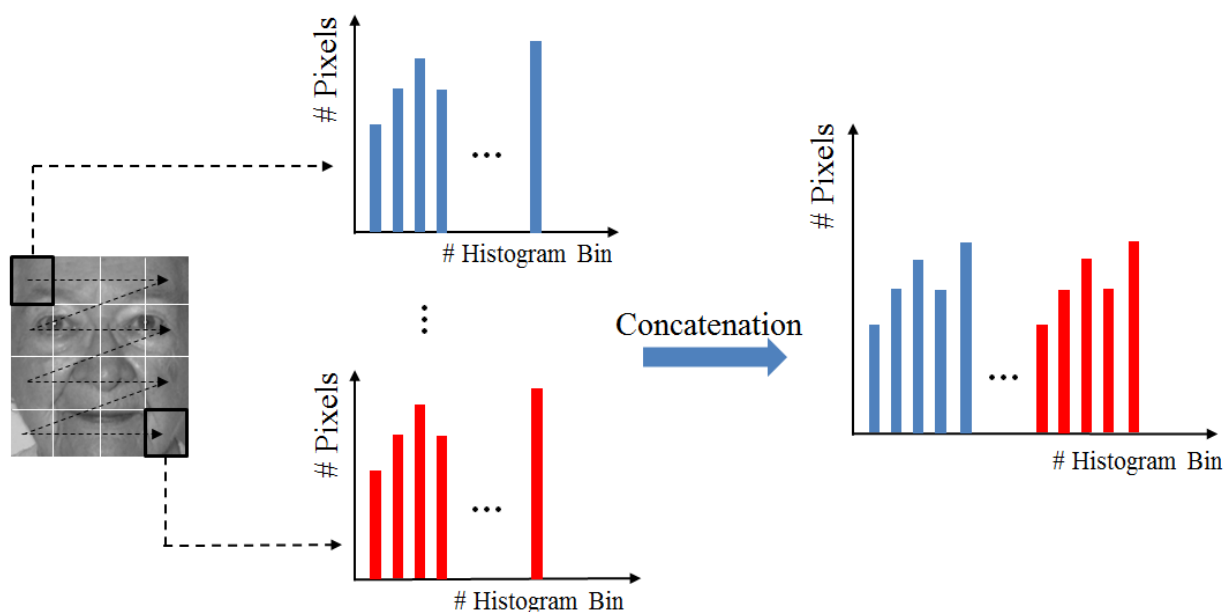 # Pixels
# Histogram Bin
Concatenation
# Pixels
# Histogram Bin
# Pixels
# Histogram Bin